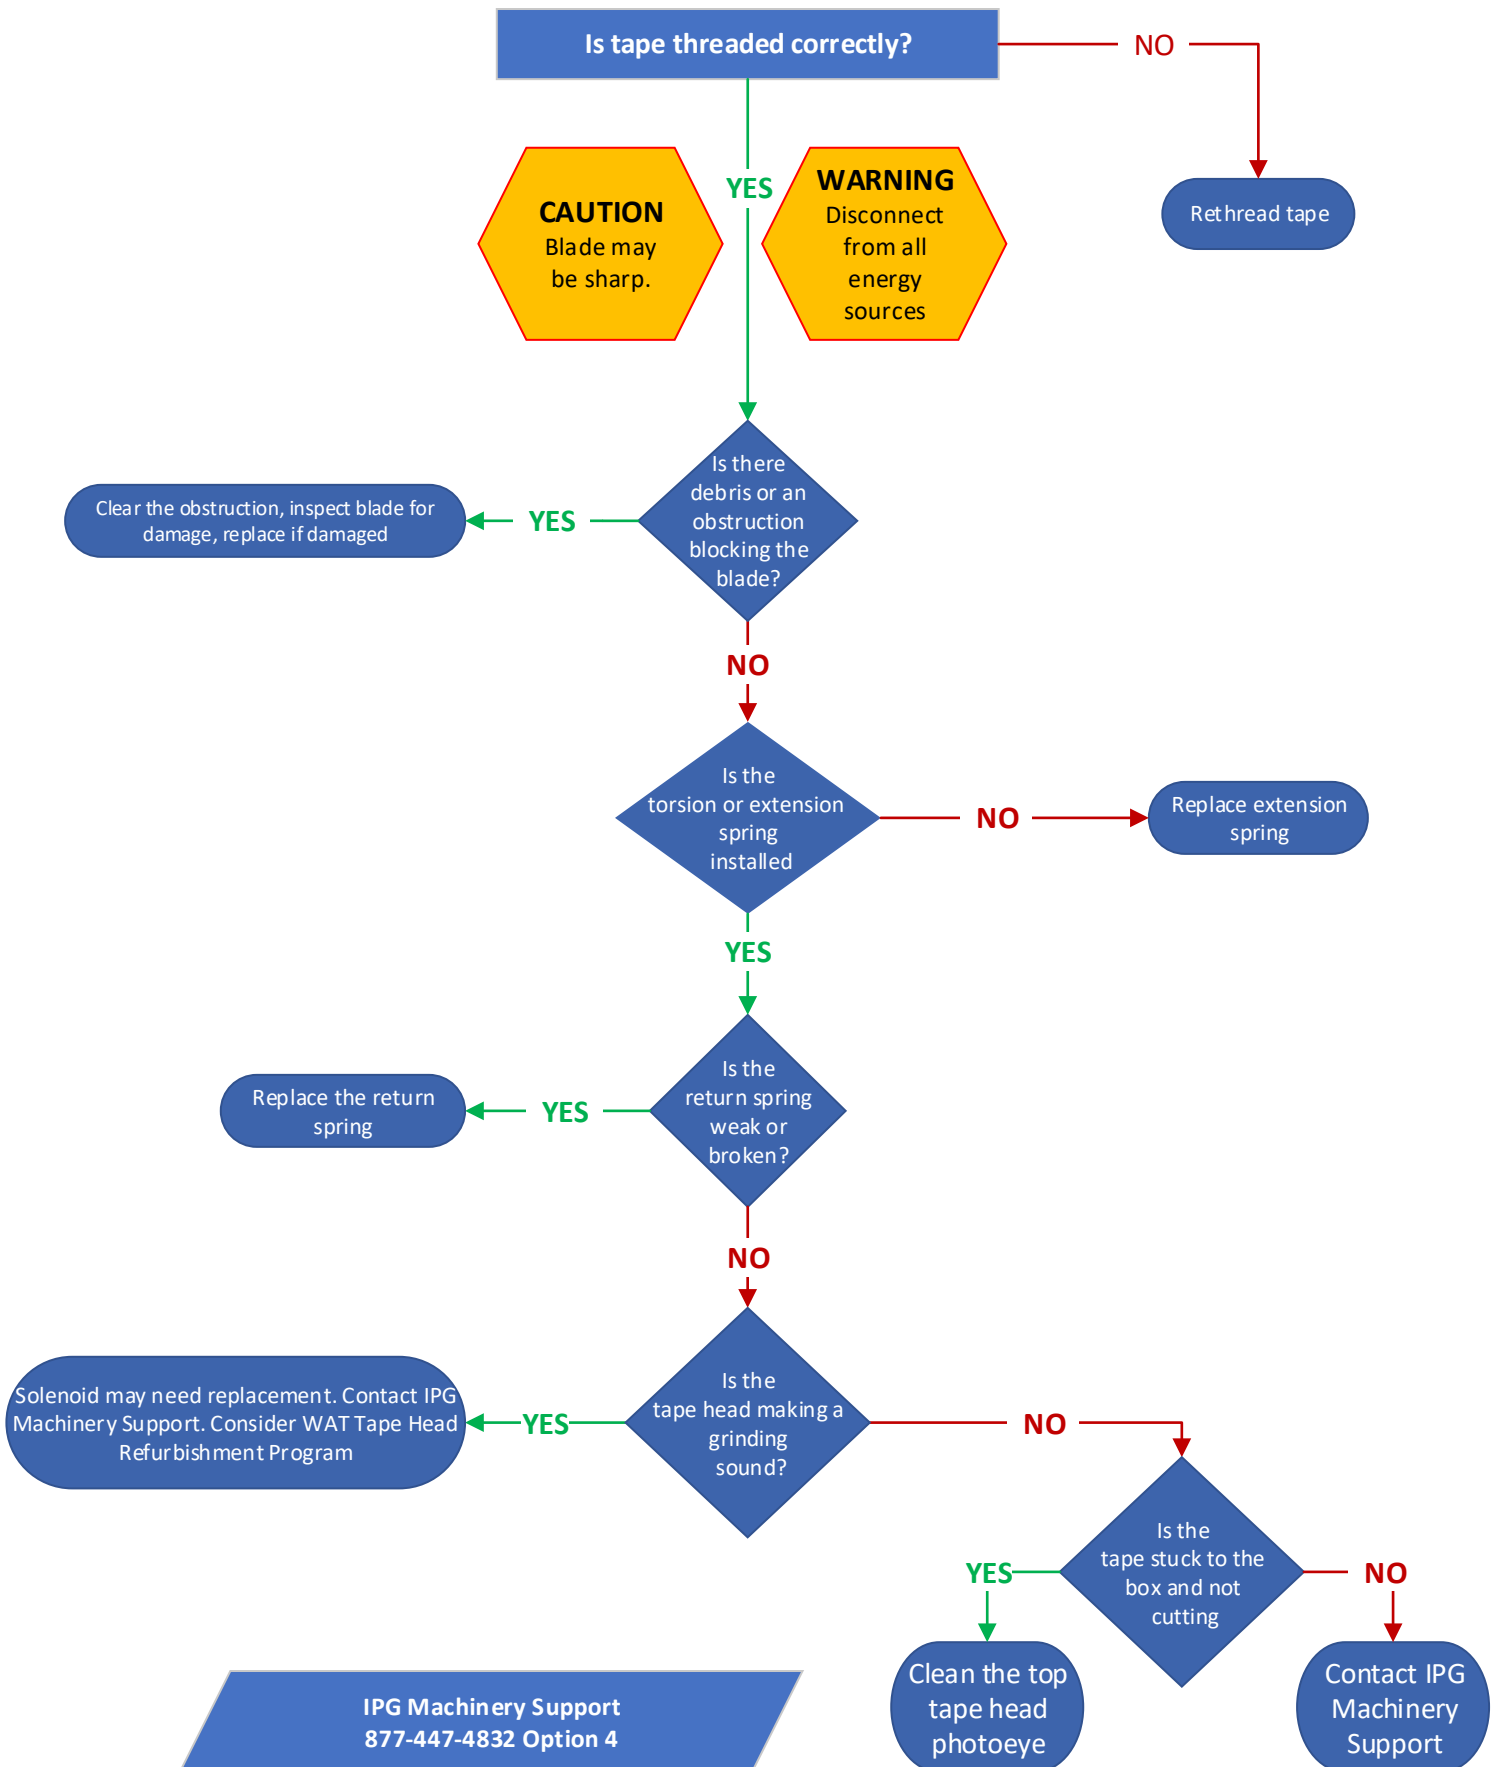 Is tape threaded correctly?
NO
YES
CAUTION
Blade may
be sharp.
WARNING
Disconnect
from all
energy
sources
Rethread tape
Is there
debris or an
obstruction
blocking the
blade?
YES
Clear the obstruction, inspect blade for
damage, replace if damaged
NO
Is the
torsion or extension
spring
installed
NO
Replace extension
spring
YES
Is the
return spring
weak or
broken?
YES
Replace the return
spring
NO
Is the
tape head making a
grinding
sound?
YES
Solenoid may need replacement. Contact IPG
Machinery Support. Consider WAT Tape Head
Refurbishment Program
NO
Is the
tape stuck to the
box and not
cutting
YES
NO
Clean the top
tape head
photoeye
Contact IPG
Machinery
Support
IPG Machinery Support
877-447-4832 Option 4